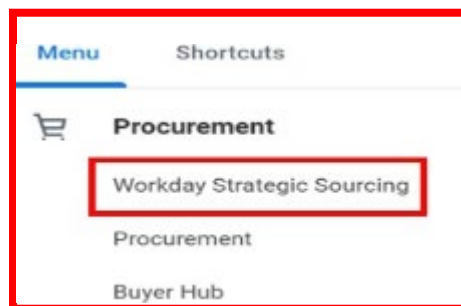 Menu Shortcuts
Procurement
Workday Strategic Sourcing
Procurement
Buyer Hub